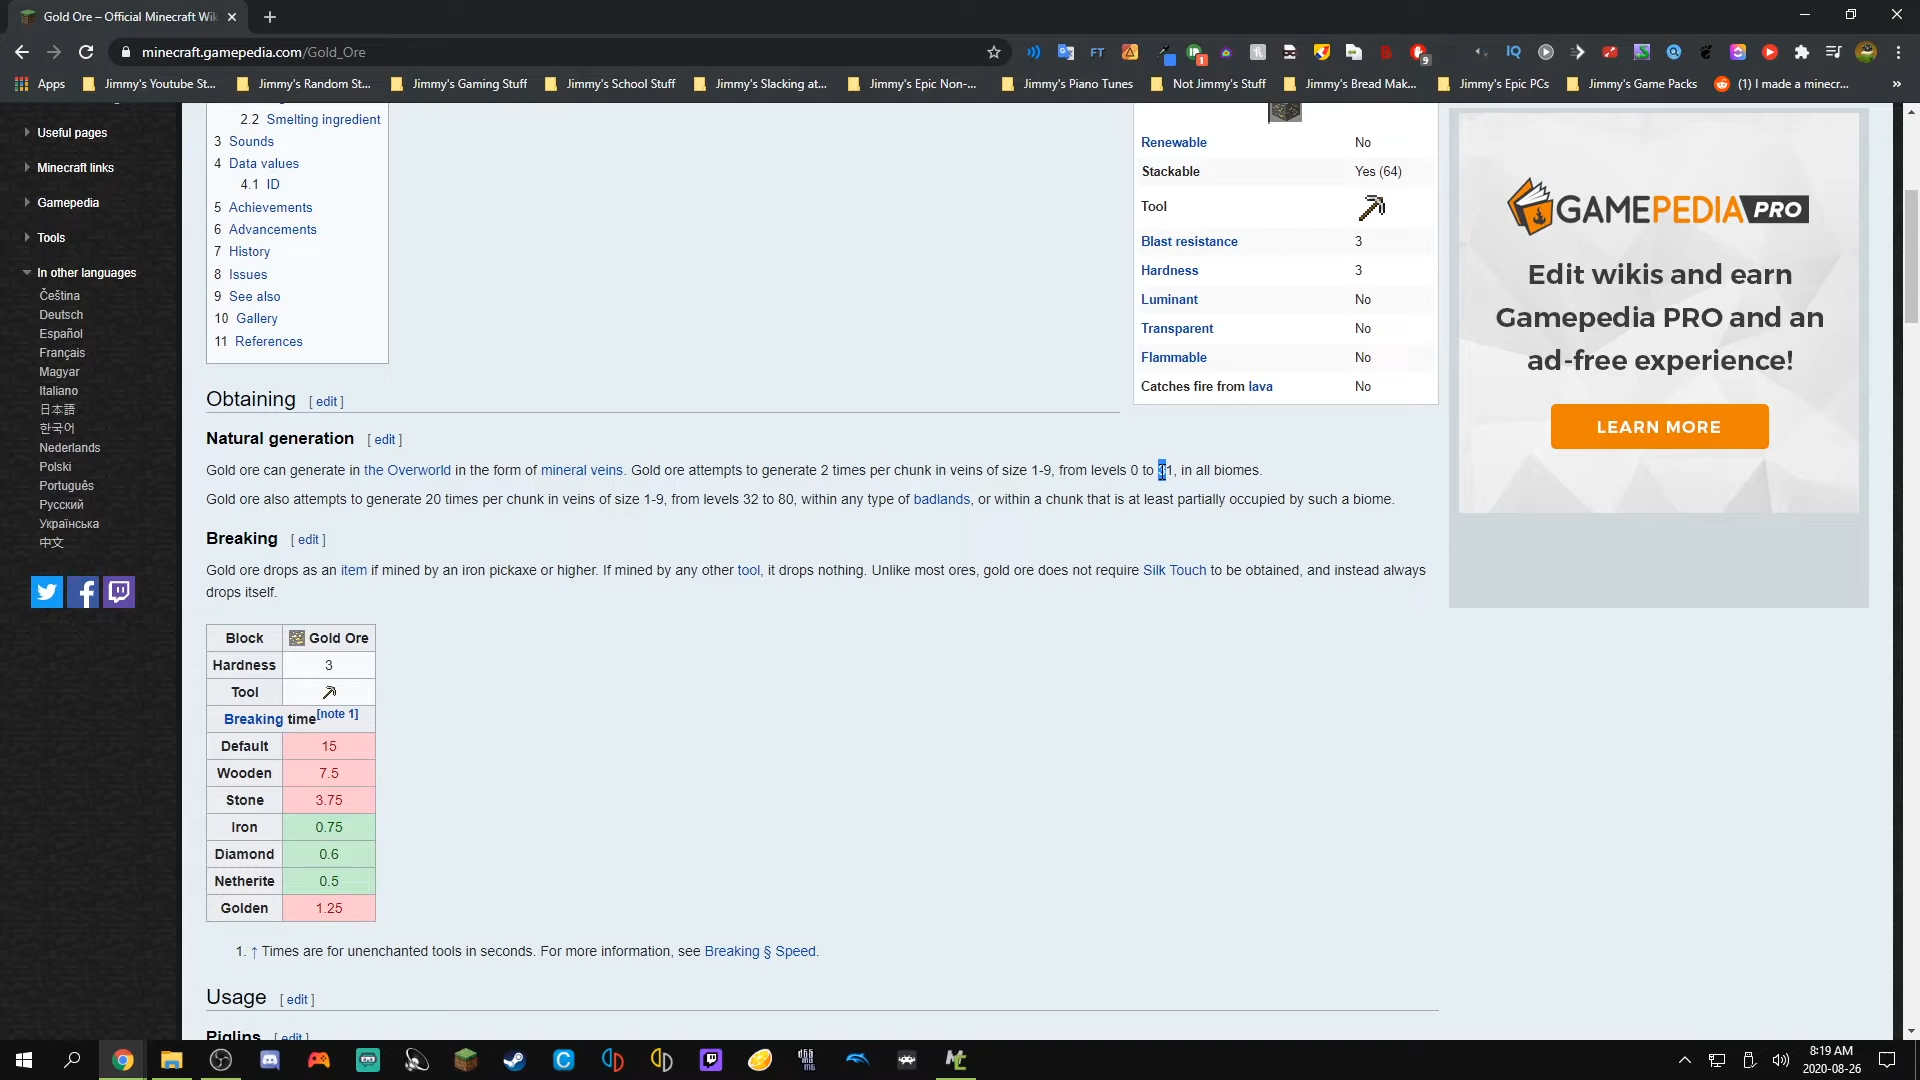 Gold Ore – Official Minecraft Wik
minecraft.gamepedia.com/Gold_Ore
Apps
Jimmy's Youtube St...
Jimmy's Random St...
Jimmy's Gaming Stuff
Jimmy's School Stuff
Jimmy's Slacking at...
Jimmy's Epic Non-...
Jimmy's Piano Tunes
Not Jimmy's Stuff
Jimmy's Bread Mak...
Jimmy's Epic PCs
Jimmy's Game Packs
(1) I made a minecr...
»
Useful pages
Minecraft links
Gamepedia
Tools
In other languages
Čeština
Deutsch
Español
Français
Magyar
Italiano
日本語
한국어
Nederlands
Polski
Português
Русский
Українська
中文
2.2 Smelting ingredient
3 Sounds
4 Data values
4.1 ID
5 Achievements
6 Advancements
7 History
8 Issues
9 See also
10 Gallery
11 References
Renewable No
Stackable Yes (64)
Tool
Blast resistance 3
Hardness 3
Luminant No
Transparent No
Flammable No
Catches fire from lava No
GAMEPEDIA PRO
Edit wikis and earn
Gamepedia PRO and an
ad-free experience!
LEARN MORE
Obtaining [ edit ]
Natural generation [ edit ]
Gold ore can generate in the Overworld in the form of mineral veins. Gold ore attempts to generate 2 times per chunk in veins of size 1-9, from levels 0 to 31, in all biomes.
Gold ore also attempts to generate 20 times per chunk in veins of size 1-9, from levels 32 to 80, within any type of badlands, or within a chunk that is at least partially occupied by such a biome.
Breaking [ edit ]
Gold ore drops as an item if mined by an iron pickaxe or higher. If mined by any other tool, it drops nothing. Unlike most ores, gold ore does not require Silk Touch to be obtained, and instead always
drops itself.
Block Gold Ore
Hardness 3
Tool
Breaking time[note 1]
Default 15
Wooden 7.5
Stone 3.75
Iron 0.75
Diamond 0.6
Netherite 0.5
Golden 1.25
1. ↑ Times are for unenchanted tools in seconds. For more information, see Breaking § Speed.
Usage [ edit ]
Piglins [ edit ]
8:19 AM
2020-08-26